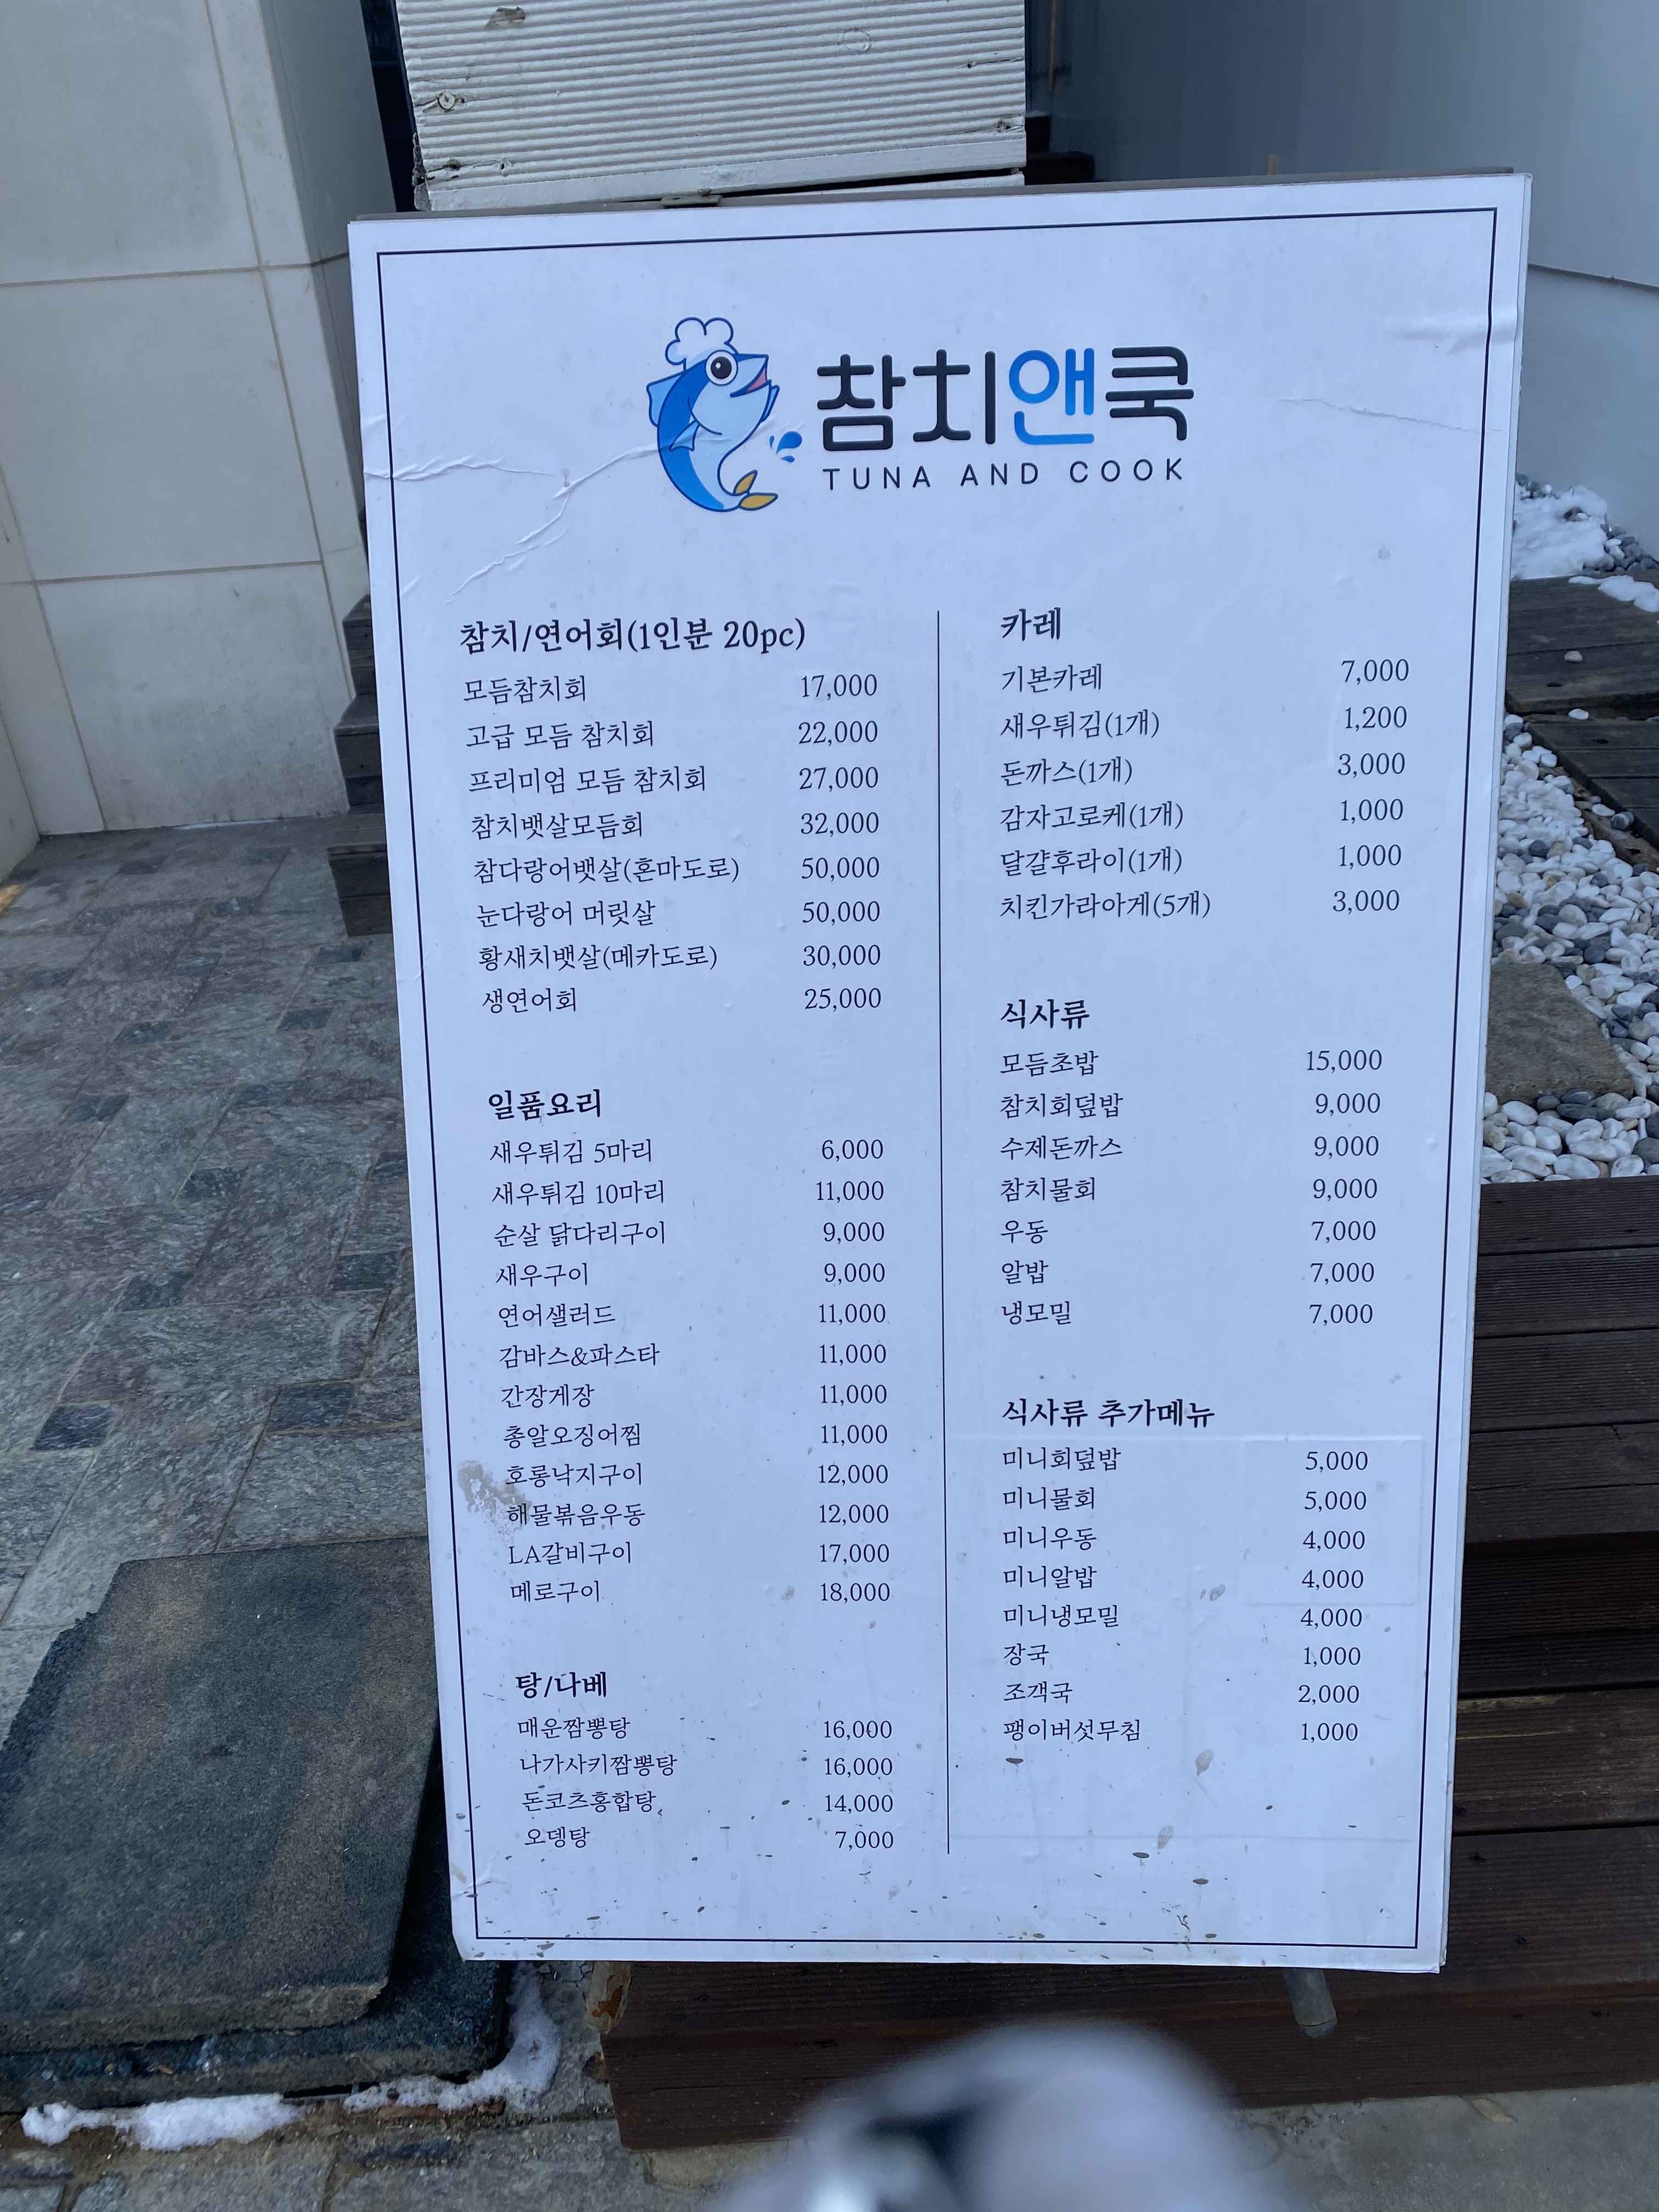 참치앤쿡
TUNA AND COOK
참치/연어회(1인분 20pc)
모듬참치회 17,000
고급 모듬 참치회 22,000
프리미엄 모듬 참치회 27,000
참치뱃살모듬회 32,000
참다랑어뱃살(혼마도로) 50,000
눈다랑어 머릿살 50,000
황새치뱃살(메카도로) 30,000
생연어회 25,000
일품요리
새우튀김 5마리 6,000
새우튀김 10마리 11,000
순살 닭다리구이 9,000
새우구이 9,000
연어샐러드 11,000
감바스&파스타 11,000
간장게장 11,000
총알오징어찜 11,000
호롱낙지구이 12,000
해물볶음우동 12,000
LA갈비구이 17,000
메로구이 18,000
탕/나베
매운짬뽕탕 16,000
나가사키짬뽕탕 16,000
돈코츠홍합탕 14,000
오뎅탕 7,000
카레
기본카레 7,000
새우튀김(1개) 1,200
돈까스(1개) 3,000
감자고로케(1개) 1,000
달걀후라이(1개) 1,000
치킨가라아게(5개) 3,000
식사류
모듬초밥 15,000
참치회덮밥 9,000
수제돈까스 9,000
참치물회 9,000
우동 7,000
알밥 7,000
냉모밀 7,000
식사류 추가메뉴
미니회덮밥 5,000
미니물회 5,000
미니우동 4,000
미니알밥 4,000
미니냉모밀 4,000
장국 1,000
조개국 2,000
팽이버섯무침 1,000